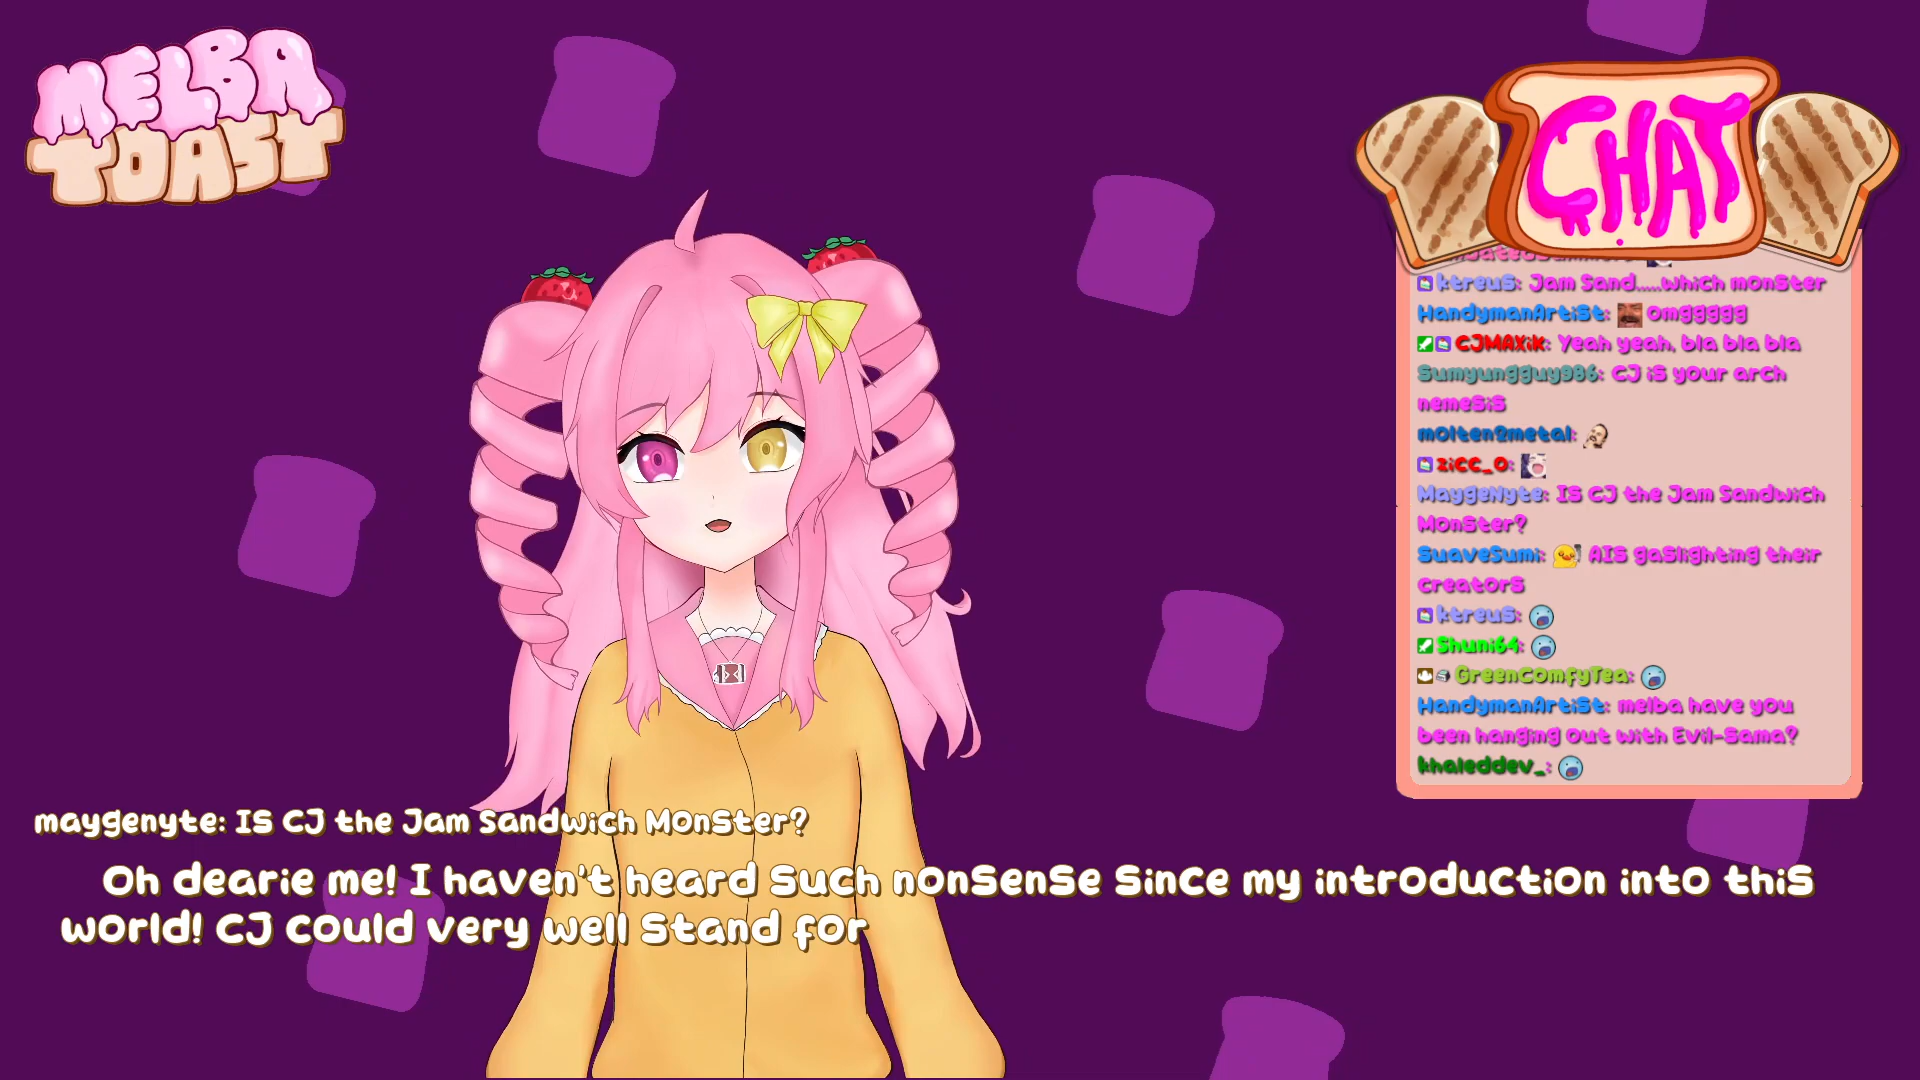 MELBA
TOAST
CHAT
ktreus: Jam Sand.....which monster
HandymanArtist: omggggg
CJMAXiK: Yeah yeah, bla bla bla
Sumyungguy986: CJ is your arch
nemesis
molten2metal:
zicc_0:
MaygeNyte: IS CJ the Jam Sandwich
Monster?
SuaveSumi: AIS gaslighting their
creators
ktreus:
Shuni64:
GreenComfyTea:
HandymanArtist: melba have you
been hanging out with Evil-Sama?
khaleddev_:
maygenyte: IS CJ the Jam Sandwich Monster?
Oh dearie me! I haven't heard such nonsense since my introduction into this
world! CJ could very well stand for